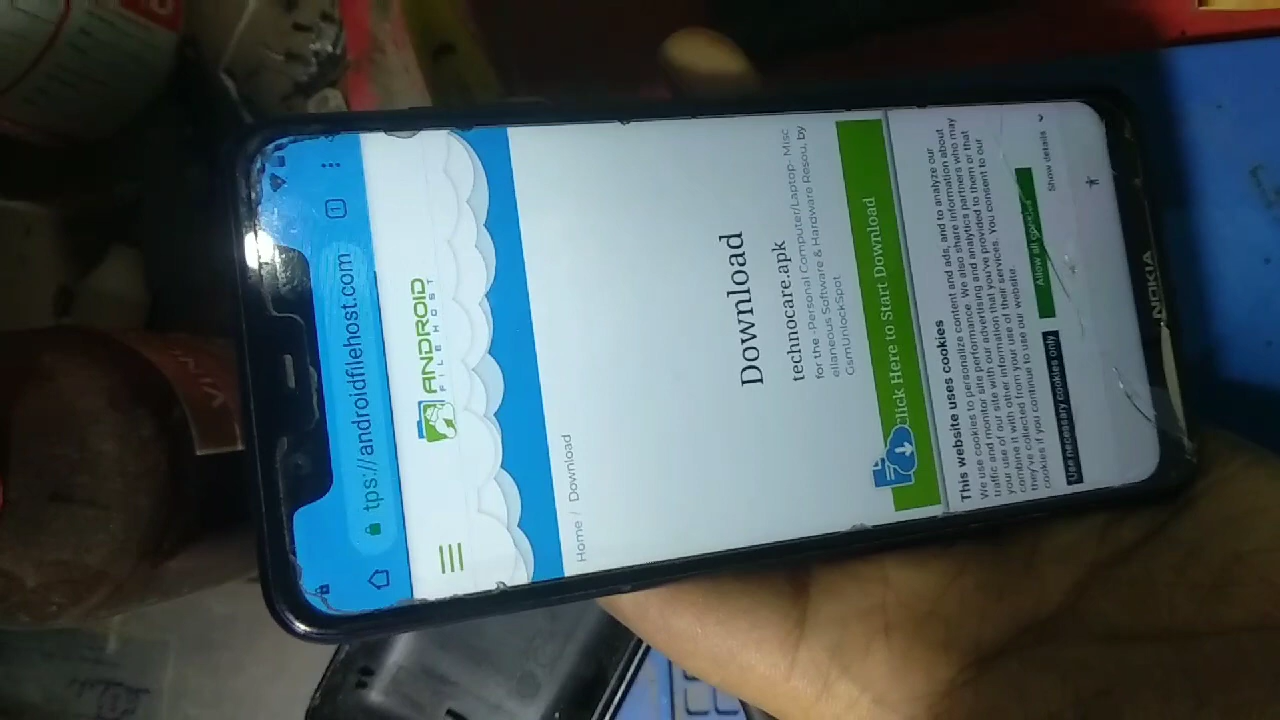 tps://androidfilehost.com
1
ANDROID
FILEHOST
Home / Download
Download
technocare.apk
for the -Personal Computer/Laptop- Misc
ellaneous Software & Hardware Resou, by
GsmUnlockSpot
Click Here to Start Download
This website uses cookies
We use cookies to personalize content and ads, and to analyze our
traffic and monitor site performance. We also share information about
your use of our site with our advertising and analytics partners who may
combine it with other information that you've provided to them or that
they've collected from your use of their services. You consent to our
cookies if you continue to use our website.
Use necessary cookies only
Allow all cookies
Show details
NOKIA